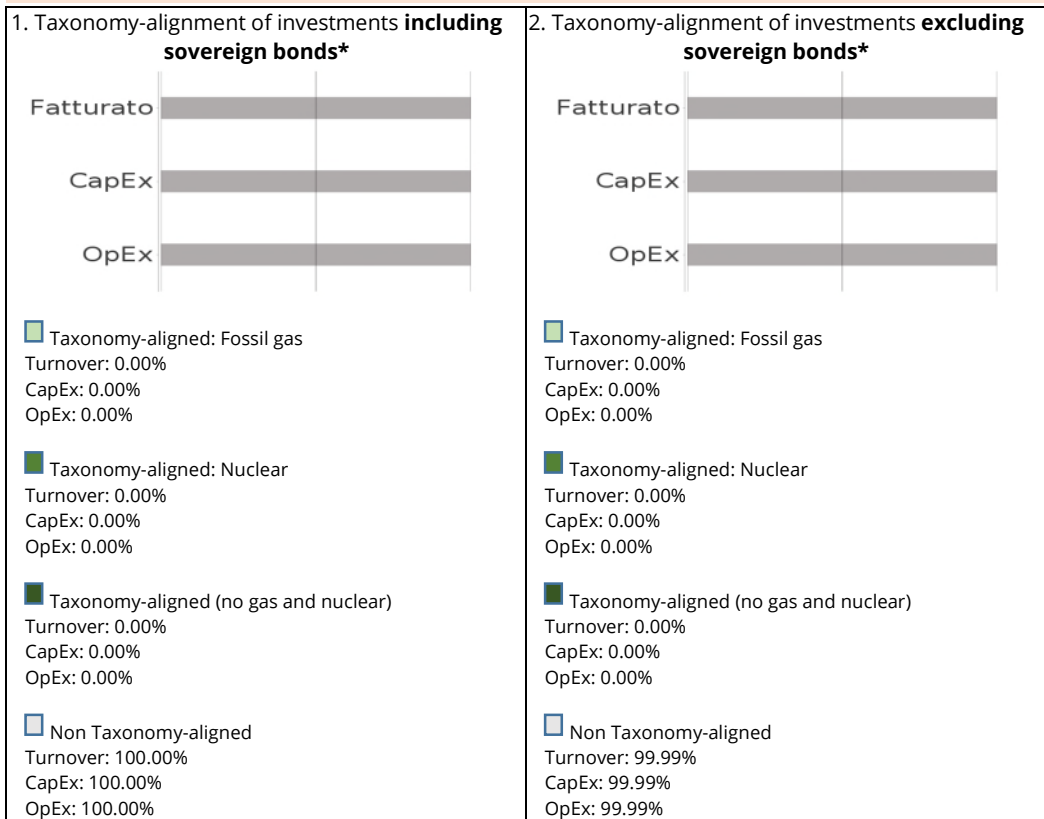 1. Taxonomy-alignment of investments including
sovereign bonds*
Fatturato
CapEx
OpEx
Taxonomy-aligned: Fossil gas
Turnover: 0.00%
CapEx: 0.00%
OpEx: 0.00%
Taxonomy-aligned: Nuclear
Turnover: 0.00%
CapEx: 0.00%
OpEx: 0.00%
Taxonomy-aligned (no gas and nuclear)
Turnover: 0.00%
CapEx: 0.00%
OpEx: 0.00%
Non Taxonomy-aligned
Turnover: 100.00%
CapEx: 100.00%
OpEx: 100.00%
2. Taxonomy-alignment of investments excluding
sovereign bonds*
Fatturato
CapEx
OpEx
Taxonomy-aligned: Fossil gas
Turnover: 0.00%
CapEx: 0.00%
OpEx: 0.00%
Taxonomy-aligned: Nuclear
Turnover: 0.00%
CapEx: 0.00%
OpEx: 0.00%
Taxonomy-aligned (no gas and nuclear)
Turnover: 0.00%
CapEx: 0.00%
OpEx: 0.00%
Non Taxonomy-aligned
Turnover: 99.99%
CapEx: 99.99%
OpEx: 99.99%